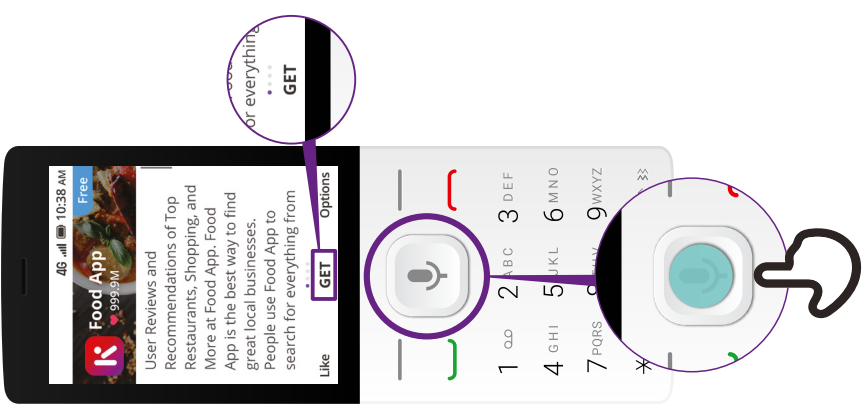 4G 10:38 AM
Free
Food App
999.9M
User Reviews and
Recommendations of Top
Restaurants, Shopping, and
More at Food App. Food
App is the best way to find
great local businesses.
People use Food App to
search for everything from
Like GET Options
or everything
GET
1
2 ABC
3 DEF
4 GHI
5 JKL
6 MNO
7 PQRS
9 WXYZ
*